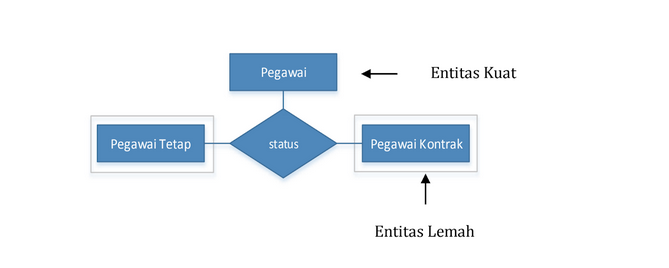 Pegawai
Entitas Kuat
Pegawai Tetap
status
Pegawai Kontrak
Entitas Lemah